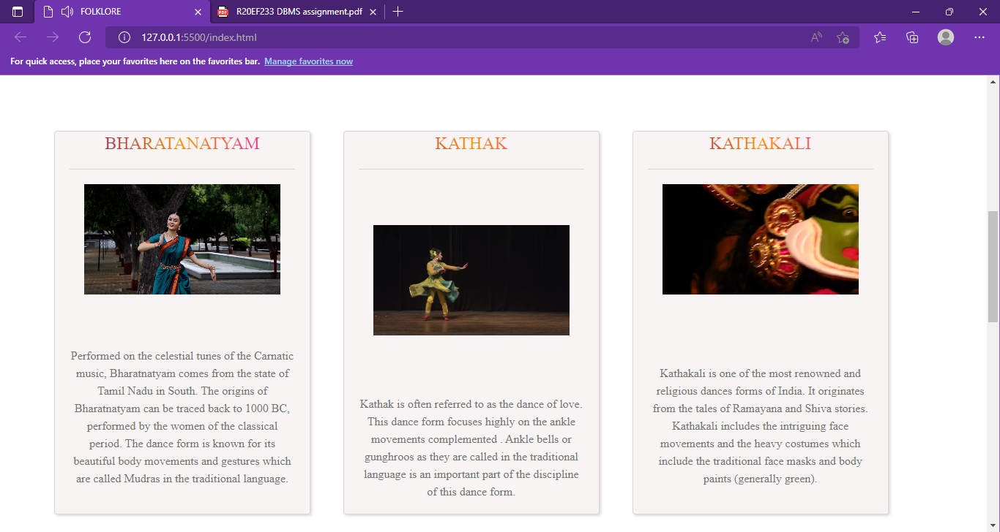 FOLKLORE
R20EF233 DBMS assignment.pdf
127.0.0.1:5500/index.html
For quick access, place your favorites here on the favorites bar. Manage favorites now
BHARATANATYAM
Performed on the celestial tunes of the Carnatic
music, Bharatnatyam comes from the state of
Tamil Nadu in South. The origins of
Bharatnatyam can be traced back to 1000 BC,
performed by the women of the classical
period. The dance form is known for its
beautiful body movements and gestures which
are called Mudras in the traditional language.
KATHAK
Kathak is often referred to as the dance of love.
This dance form focuses highly on the ankle
movements complemented . Ankle bells or
gunghroos as they are called in the traditional
language is an important part of the discipline
of this dance form.
KATHAKALI
Kathakali is one of the most renowned and
religious dances forms of India. It originates
from the tales of Ramayana and Shiva stories.
Kathakali includes the intriguing face
movements and the heavy costumes which
include the traditional face masks and body
paints (generally green).